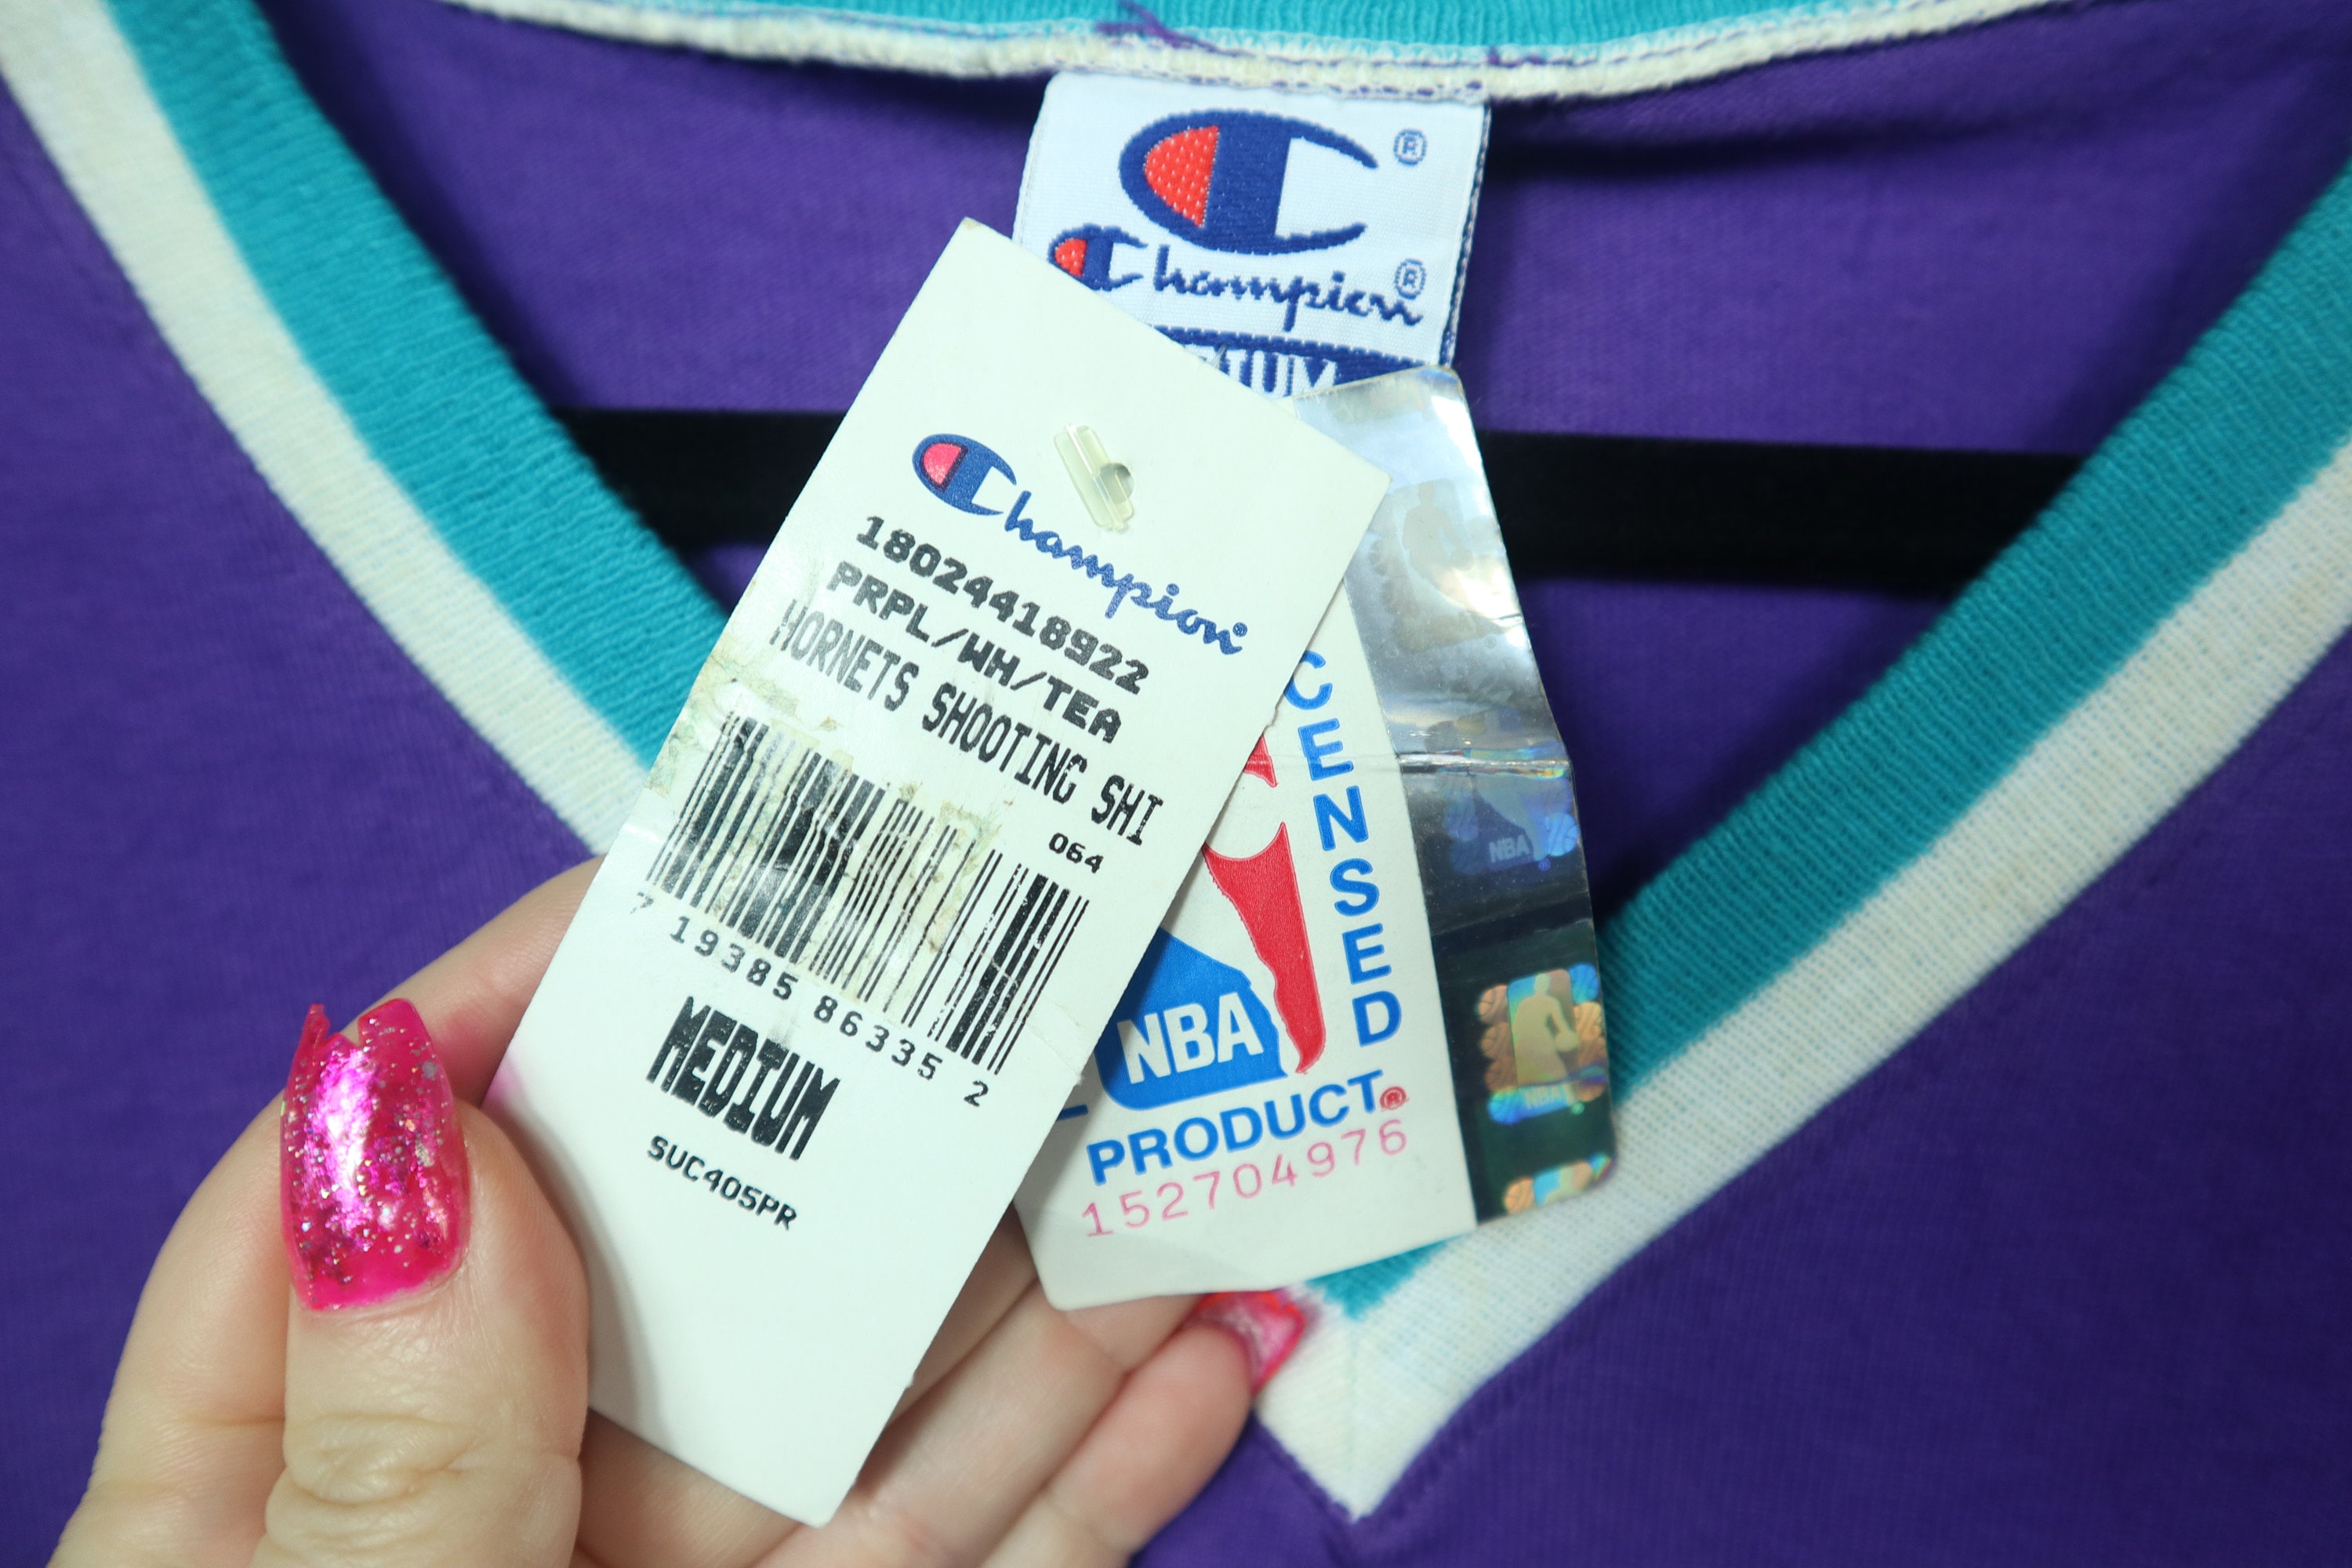 ®
Champion®
Champion®
18024418922
PRPL/WH/TEA
HORNETS SHOOTING SHI
064
7 19385 86335 2
MEDIUM
SUC405PR
CENSED
NBA
PRODUCT®
152704976
NBA
NBA